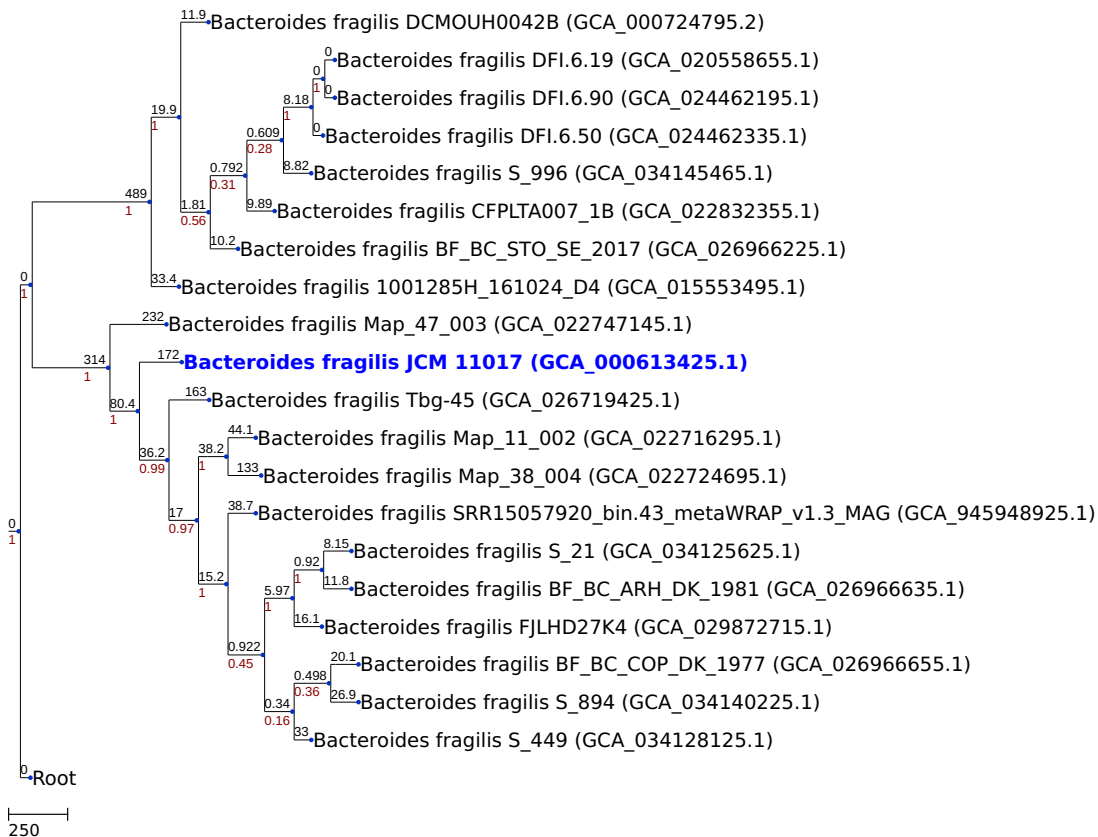 11.9 Bacteroides fragilis DCMOUH0042B (GCA_000724795.2)
0 Bacteroides fragilis DFI.6.19 (GCA_020558655.1)
0
1
0 Bacteroides fragilis DFI.6.90 (GCA_024462195.1)
8.18
1
19.9
1
0 Bacteroides fragilis DFI.6.50 (GCA_024462335.1)
0.609
0.28
8.82 Bacteroides fragilis S_996 (GCA_034145465.1)
0.792
0.31
489
1
1.81
0.56
9.89 Bacteroides fragilis CFPLTA007_1B (GCA_022832355.1)
10.2 Bacteroides fragilis BF_BC_STO_SE_2017 (GCA_026966225.1)
0
1
33.4 Bacteroides fragilis 1001285H_161024_D4 (GCA_015553495.1)
232 Bacteroides fragilis Map_47_003 (GCA_022747145.1)
314
1
172 Bacteroides fragilis JCM 11017 (GCA_000613425.1)
80.4
1
163 Bacteroides fragilis Tbg-45 (GCA_026719425.1)
44.1 Bacteroides fragilis Map_11_002 (GCA_022716295.1)
36.2
0.99
38.2
1
133 Bacteroides fragilis Map_38_004 (GCA_022724695.1)
17
0.97
38.7 Bacteroides fragilis SRR15057920_bin.43_metaWRAP_v1.3_MAG (GCA_945948925.1)
0
1
8.15 Bacteroides fragilis S_21 (GCA_034125625.1)
0.92
1
15.2
1
11.8 Bacteroides fragilis BF_BC_ARH_DK_1981 (GCA_026966635.1)
5.97
1
16.1 Bacteroides fragilis FJLHD27K4 (GCA_029872715.1)
0.922
0.45
20.1 Bacteroides fragilis BF_BC_COP_DK_1977 (GCA_026966655.1)
0.498
0.36
26.9 Bacteroides fragilis S_894 (GCA_034140225.1)
0.34
0.16
33 Bacteroides fragilis S_449 (GCA_034128125.1)
0 Root
250